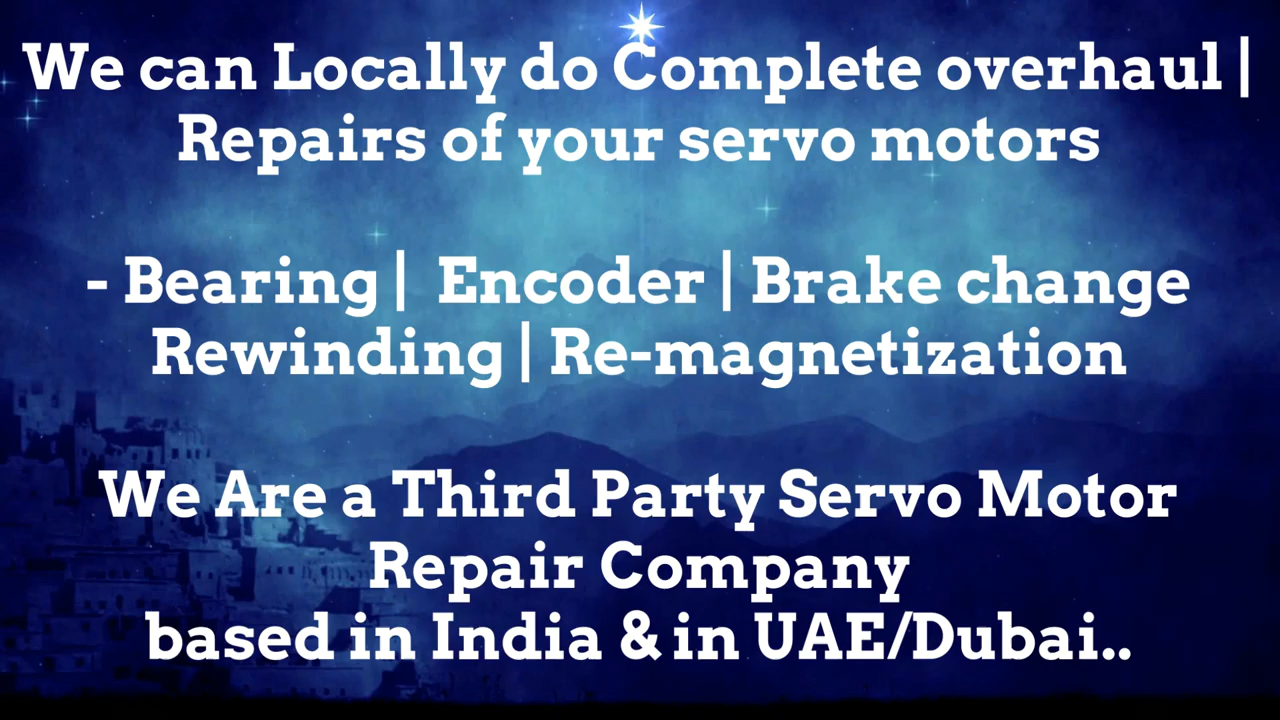 We can Locally do Complete overhaul |
Repairs of your servo motors
- Bearing | Encoder | Brake change
Rewinding | Re-magnetization
We Are a Third Party Servo Motor
Repair Company
based in India & in UAE/Dubai..